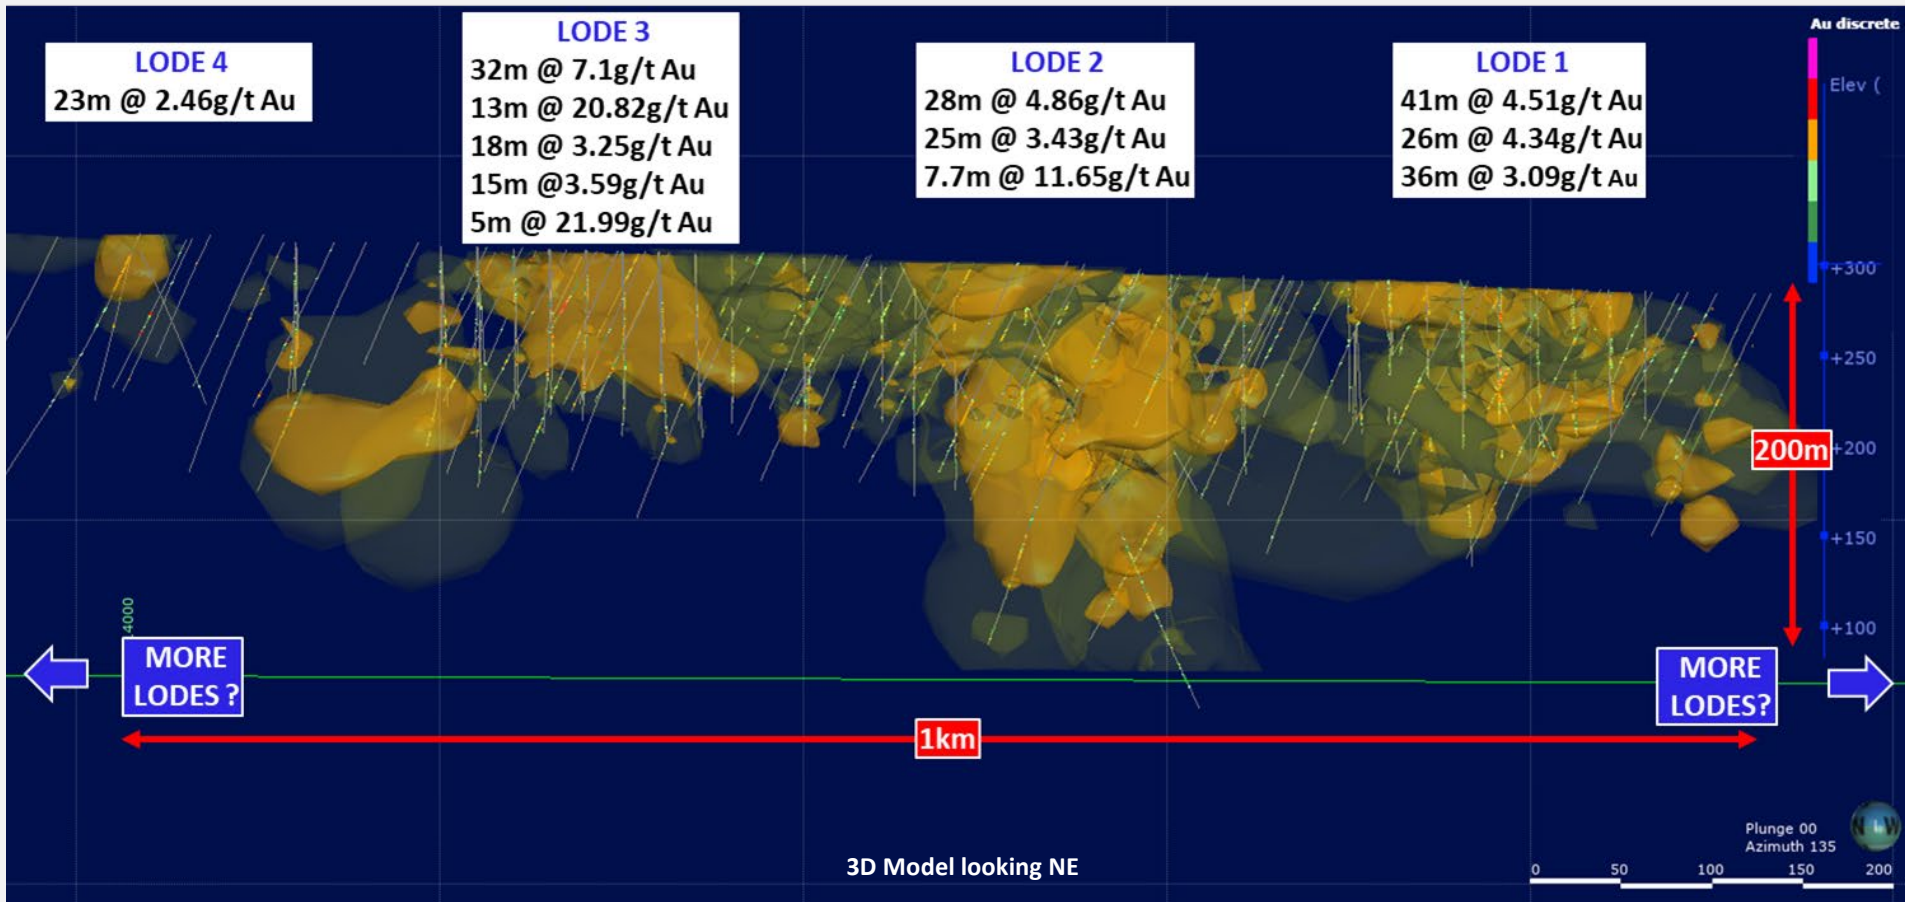 LODE 4
23m @ 2.46g/t Au
LODE 3
32m @ 7.1g/t Au
13m @ 20.82g/t Au
18m @ 3.25g/t Au
15m @3.59g/t Au
5m @ 21.99g/t Au
LODE 2
28m @ 4.86g/t Au
25m @ 3.43g/t Au
7.7m @ 11.65g/t Au
LODE 1
41m @ 4.51g/t Au
26m @ 4.34g/t Au
36m @ 3.09g/t Au
Au discrete
Elev (
+300
+250
+200
+150
+100
200m
4000
MORE
LODES ?
MORE
LODES?
1km
3D Model looking NE
Plunge 00
Azimuth 135
0 50 100 150 200